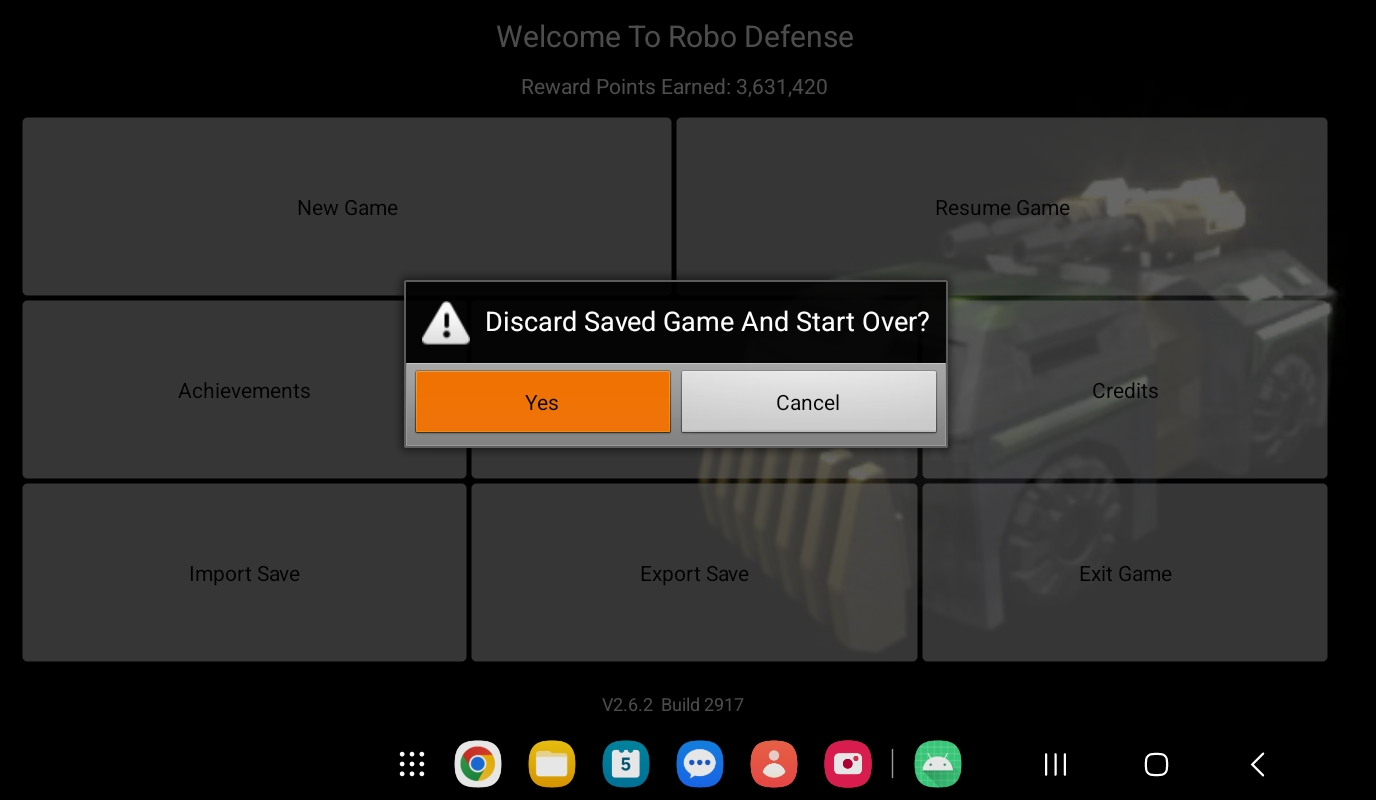 Welcome To Robo Defense
Reward Points Earned: 3,631,420
New Game
Resume Game
Discard Saved Game And Start Over?
Yes
Cancel
Achievements
Credits
Import Save
Export Save
Exit Game
V2.6.2 Build 2917
5